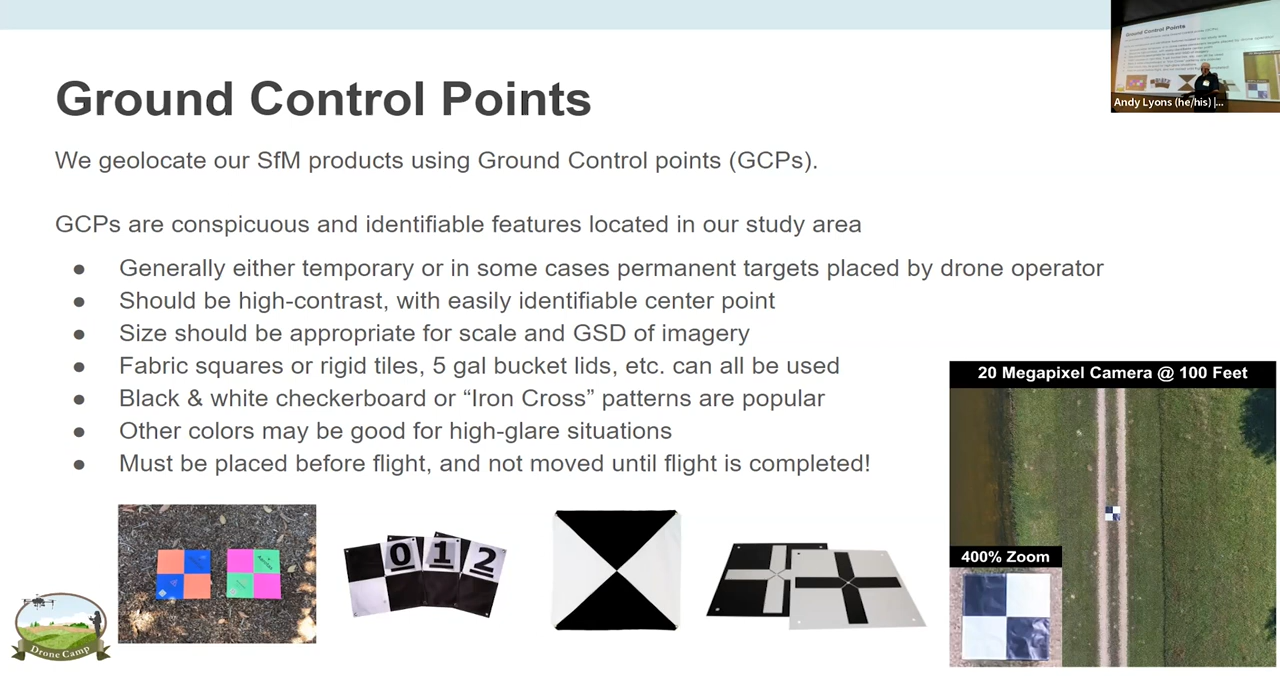 Ground Control Points
Andy Lyons (he/his) |...
We geolocate our SfM products using Ground Control points (GCPs).
GCPs are conspicuous and identifiable features located in our study area
● Generally either temporary or in some cases permanent targets placed by drone operator
● Should be high-contrast, with easily identifiable center point
● Size should be appropriate for scale and GSD of imagery
● Fabric squares or rigid tiles, 5 gal bucket lids, etc. can all be used
● Black & white checkerboard or “Iron Cross” patterns are popular
● Other colors may be good for high-glare situations
● Must be placed before flight, and not moved until flight is completed!
20 Megapixel Camera @ 100 Feet
400% Zoom
0 1 2
Drone Camp
Ground Control Points